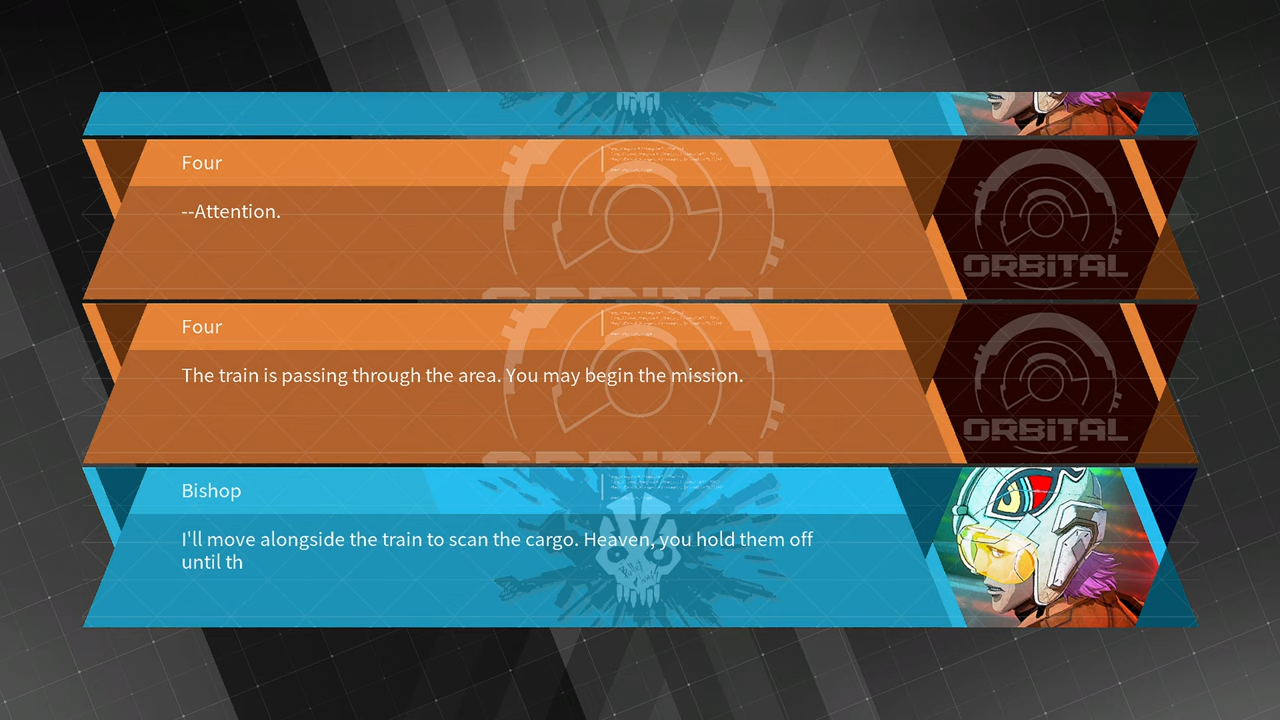 Four
--Attention.
ORBITAL
Four
The train is passing through the area. You may begin the mission.
ORBITAL
Bishop
I'll move alongside the train to scan the cargo. Heaven, you hold them off
until th